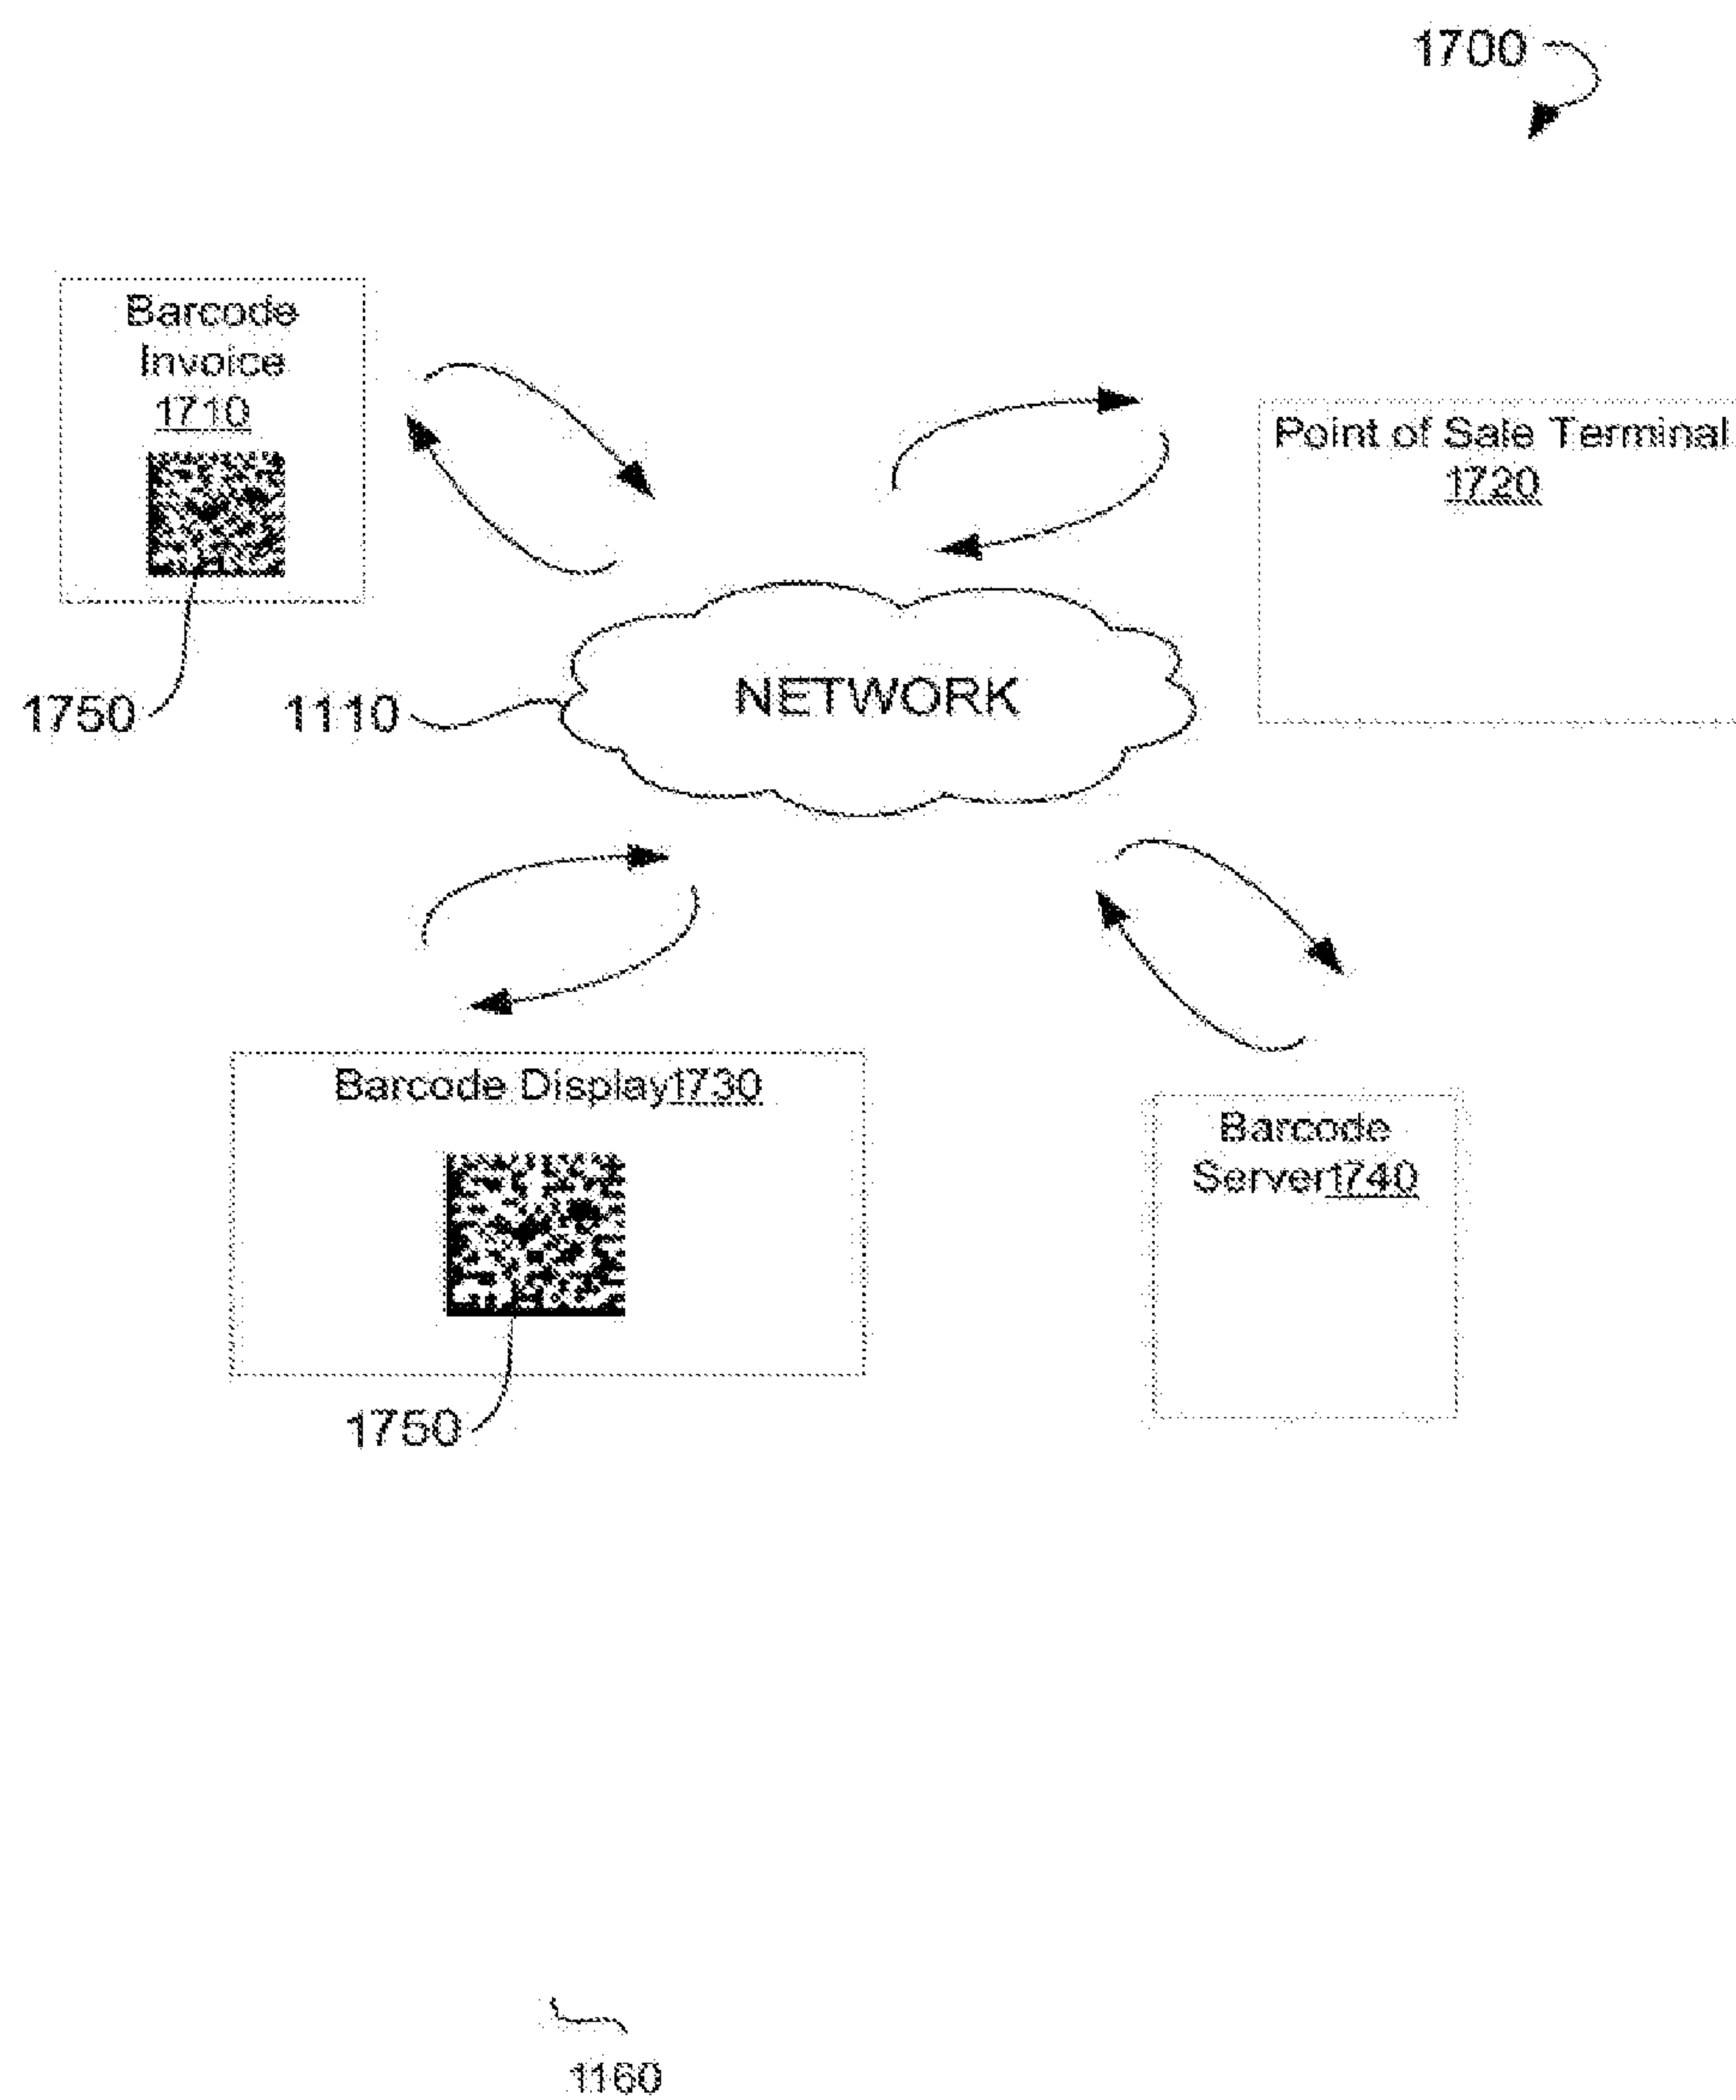 1700
Barcode
Invoice
1710
Point of Sale Terminal
1720
1750
1110
NETWORK
Barcode Display1730
Barcode
Server1740
1750
1160